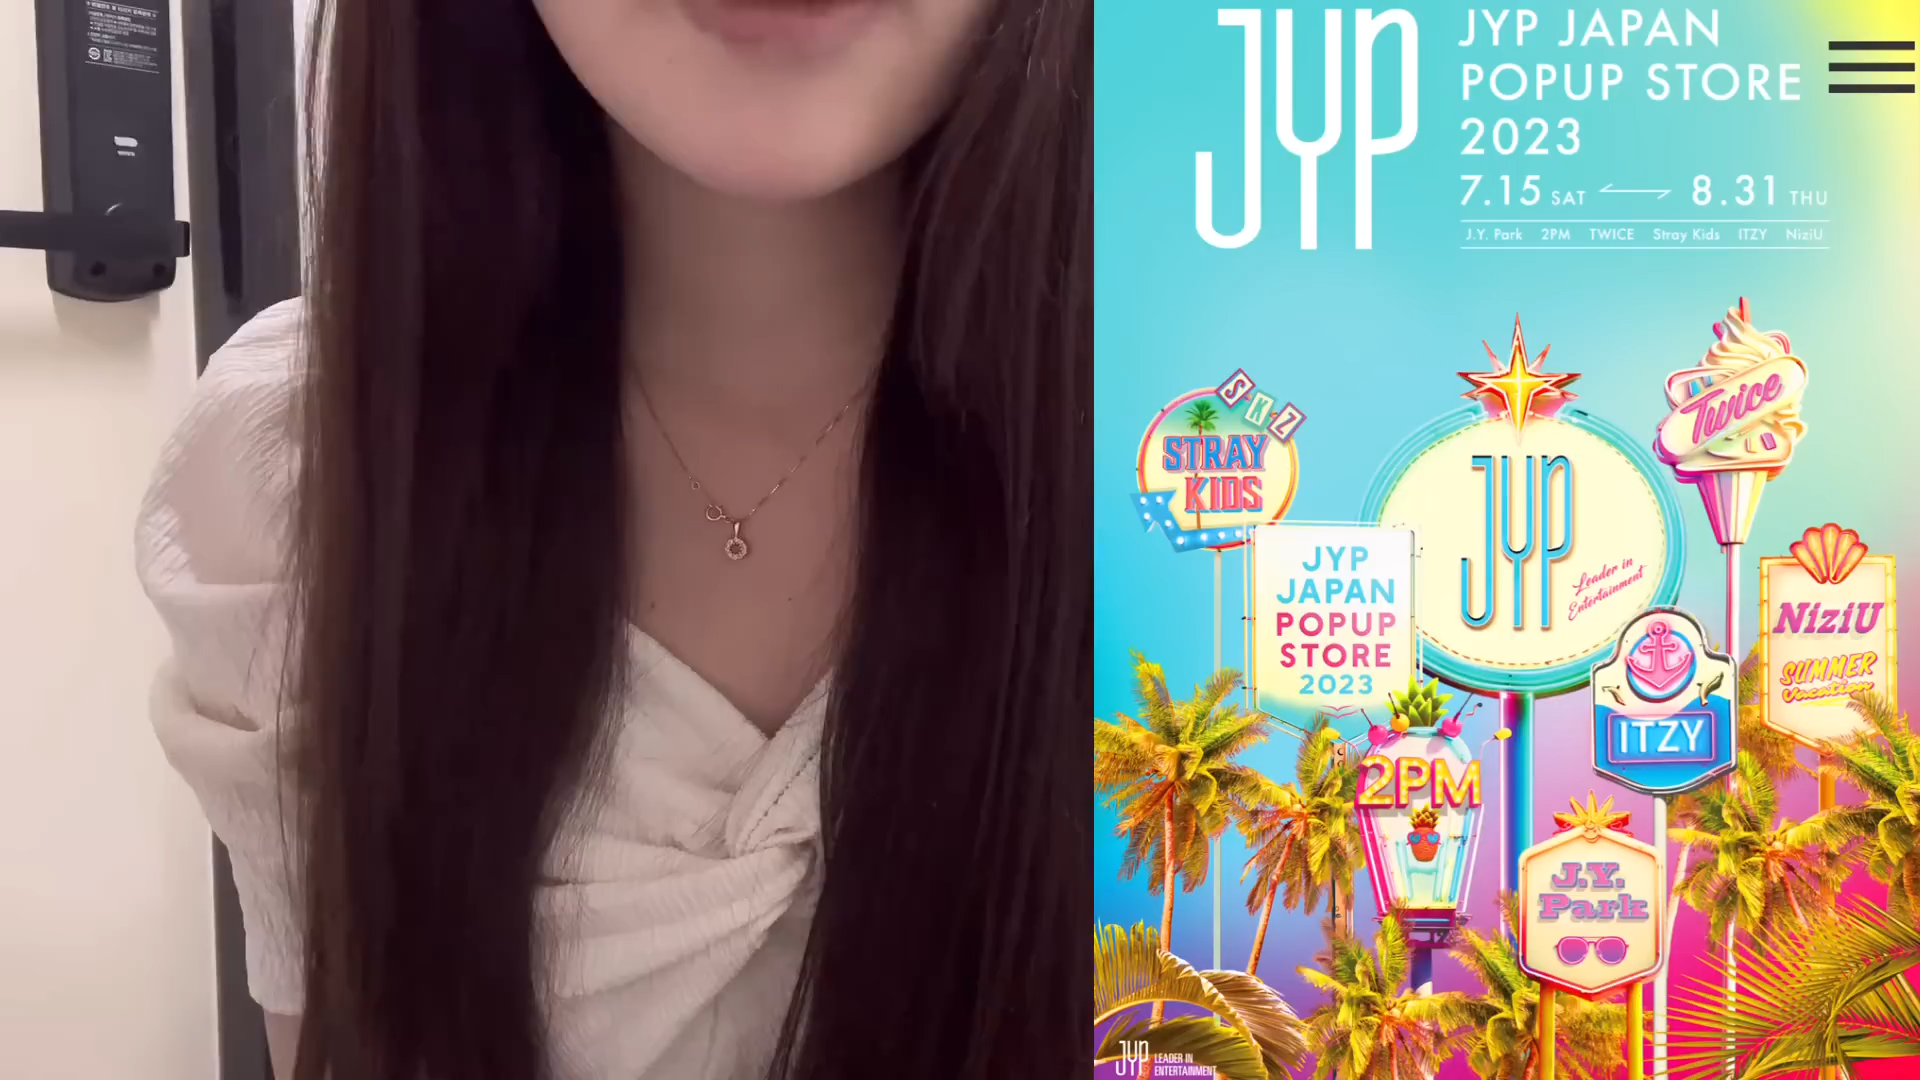 JYP
JYP JAPAN
POPUP STORE
2023
7.15 SAT 8.31 THU
J.Y. Park 2PM TWICE Stray Kids ITZY NiziU
SKZ
STRAY
KIDS
Twice
JYP
Leader in
Entertainment
JYP
JAPAN
POPUP
STORE
2023
NiziU
SUMMER
Vacation
ITZY
2PM
J.Y.
Park
JYP LEADER IN
ENTERTAINMENT